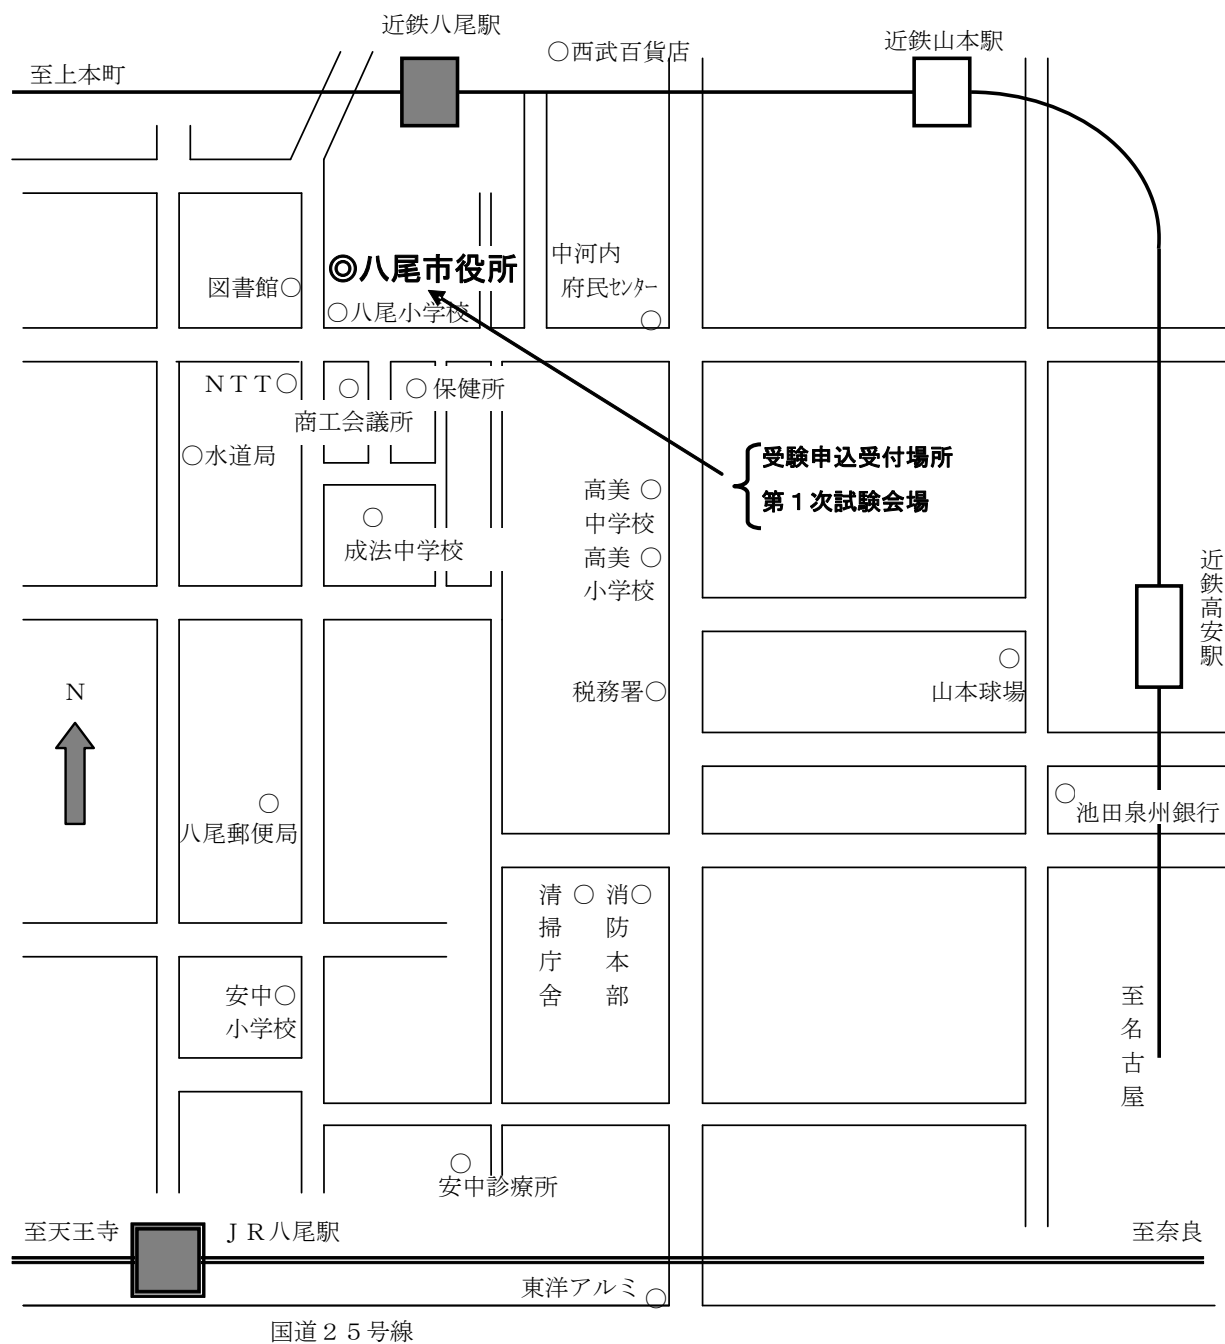 近鉄八尾駅
○西武百貨店
近鉄山本駅
至上本町
中河内
府民センター
○
図書館○
◎八尾市役所
○八尾小学校
ＮＴＴ○
○
商工会議所
○保健所
○水道局
受験申込受付場所
第１次試験会場
高美○
中学校
高美○
小学校
○
成法中学校
近鉄高安駅
○
山本球場
税務署○
Ｎ
○
八尾郵便局
○
池田泉州銀行
清掃庁舎○
消防本部○
安中○
小学校
至名古屋
○
安中診療所
至天王寺
ＪＲ八尾駅
至奈良
東洋アルミ○
国道２５号線